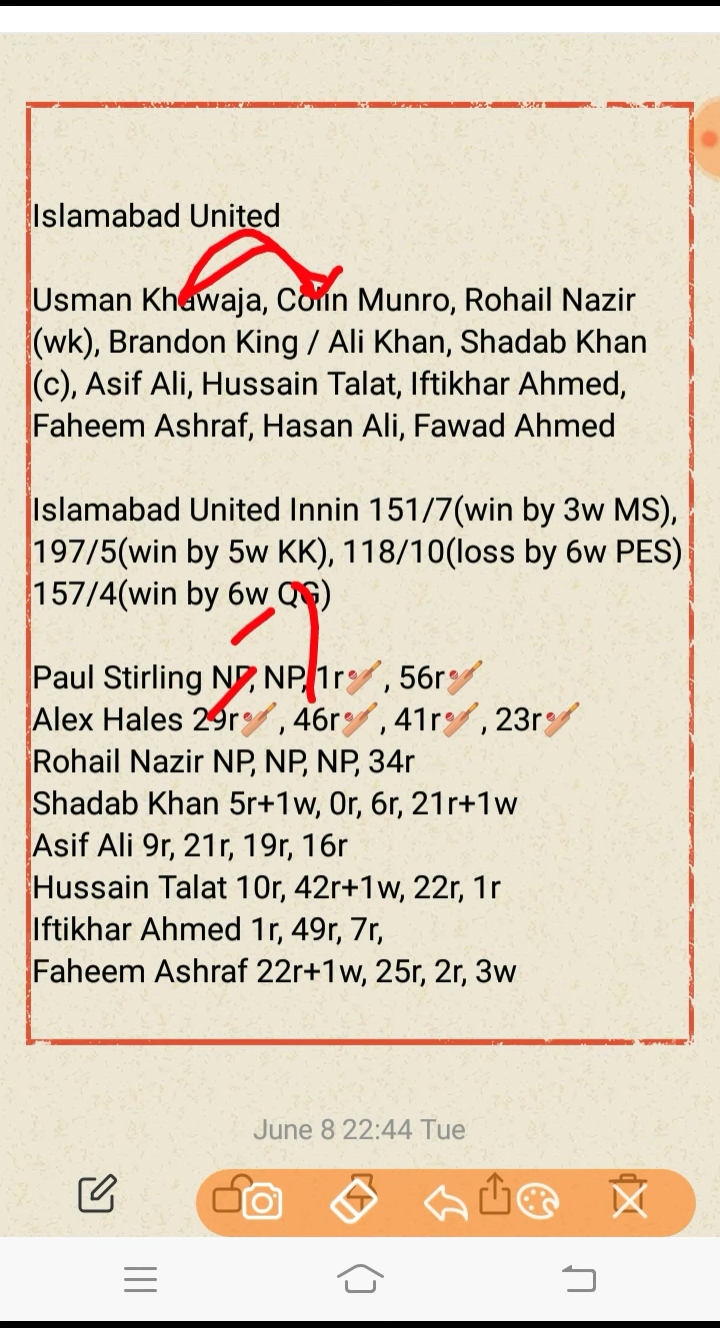 Islamabad United
Usman Khawaja, Colin Munro, Rohail Nazir
(wk), Brandon King / Ali Khan, Shadab Khan
(c), Asif Ali, Hussain Talat, Iftikhar Ahmed,
Faheem Ashraf, Hasan Ali, Fawad Ahmed
Islamabad United Innin 151/7(win by 3w MS),
197/5(win by 5w KK), 118/10(loss by 6w PES)
157/4(win by 6w QG)
Paul Stirling NP, NP, 1r🏏, 56r🏏
Alex Hales 29r🏏, 46r🏏, 41r🏏, 23r🏏
Rohail Nazir NP, NP, NP, 34r
Shadab Khan 5r+1w, 0r, 6r, 21r+1w
Asif Ali 9r, 21r, 19r, 16r
Hussain Talat 10r, 42r+1w, 22r, 1r
Iftikhar Ahmed 1r, 49r, 7r,
Faheem Ashraf 22r+1w, 25r, 2r, 3w
June 8 22:44 Tue